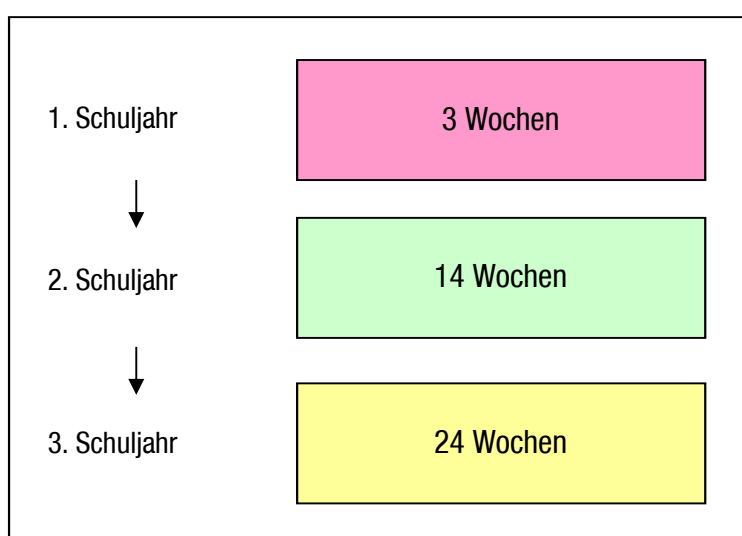 1. Schuljahr
3 Wochen
2. Schuljahr
14 Wochen
3. Schuljahr
24 Wochen